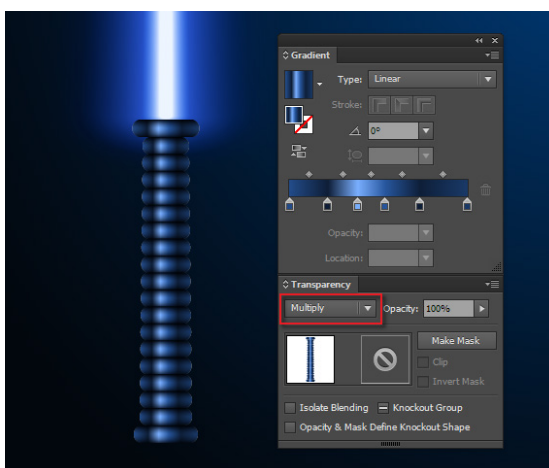 Gradient
Type: Linear
Stroke:
0°
Opacity:
Location:
Transparency
Multiply Opacity: 100%
Make Mask
Clip
Invert Mask
Isolate Blending Knockout Group
Opacity & Mask Define Knockout Shape